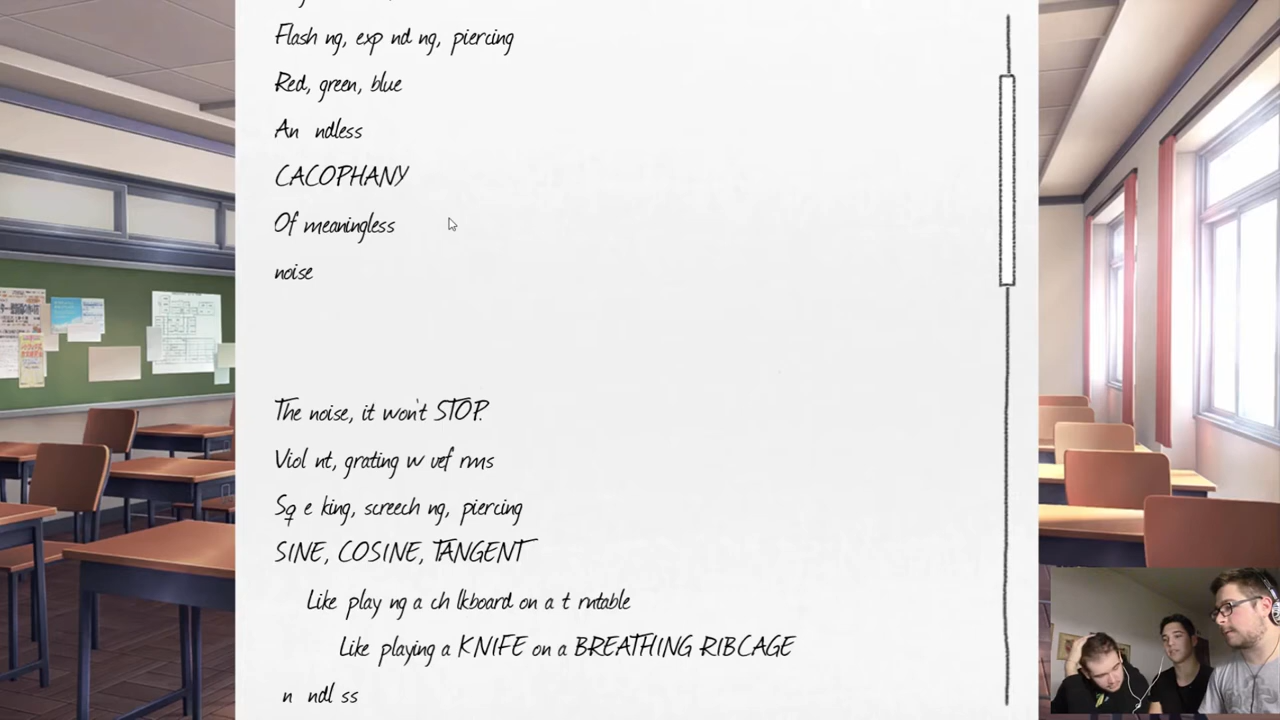 Flash ng, exp nd ng, piercing
Red, green, blue
An ndless
CACOPHANY
Of meaningless
noise
The noise, it won't STOP.
Viol nt, grating w vef rms
Sq e king, screech ng, piercing
SINE, COSINE, TANGENT
Like play ng a ch lkboard on a t rntable
Like playing a KNIFE on a BREATHING RIBCAGE
n ndl ss